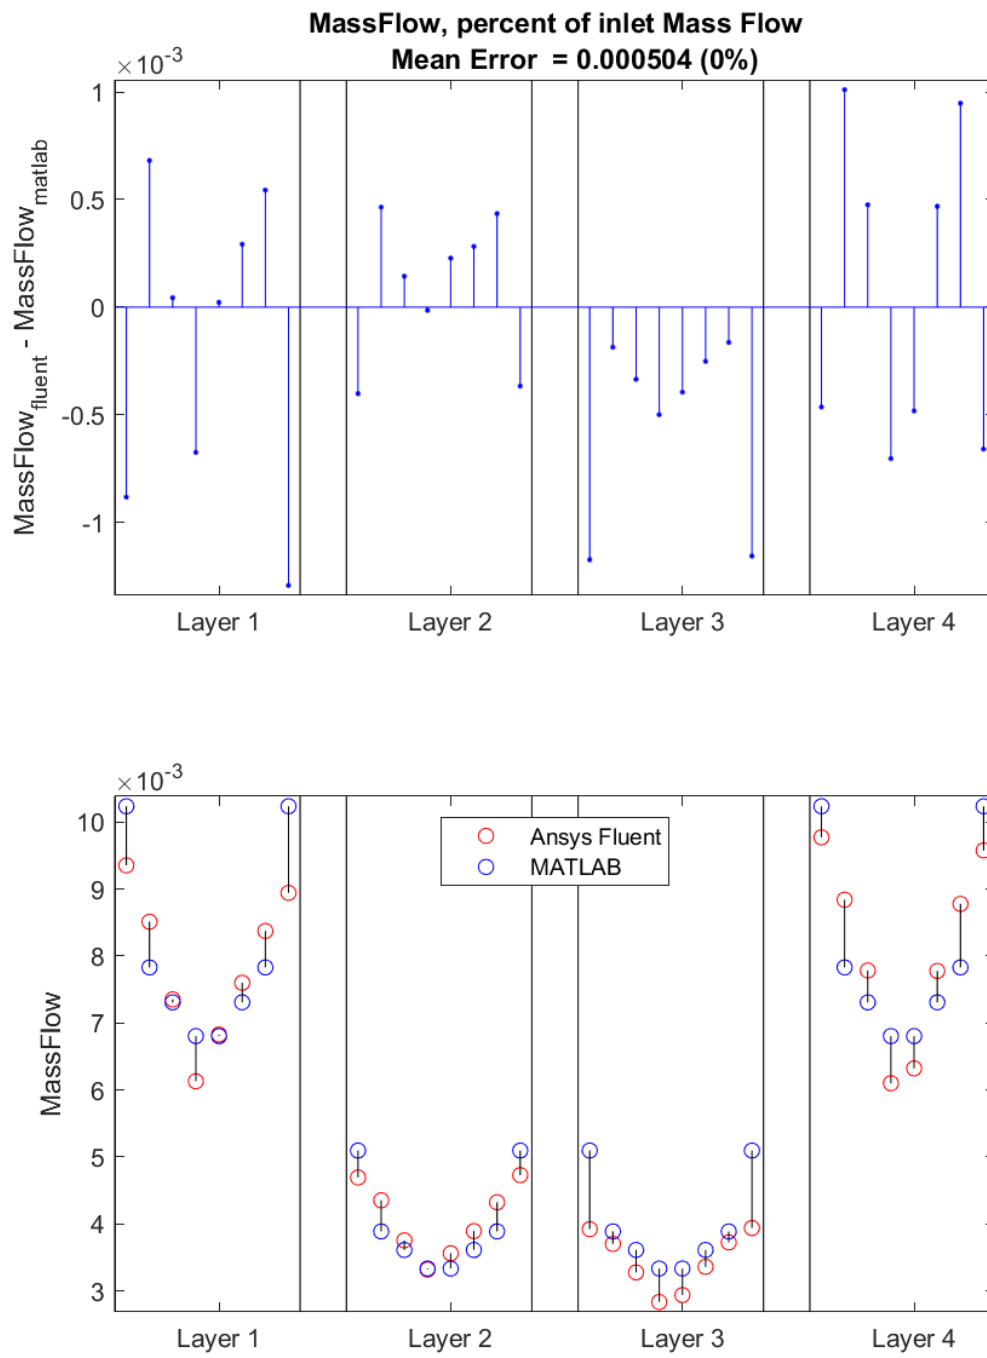 MassFlow, percent of inlet Mass Flow
Mean Error  = 0.000504 (0%)
×10-3
MassFlowfluent - MassFlowmatlab
1
0.5
0
-0.5
-1
Layer 1
Layer 2
Layer 3
Layer 4
×10-3
MassFlow
10
9
8
7
6
5
4
3
Ansys Fluent
MATLAB
Layer 1
Layer 2
Layer 3
Layer 4